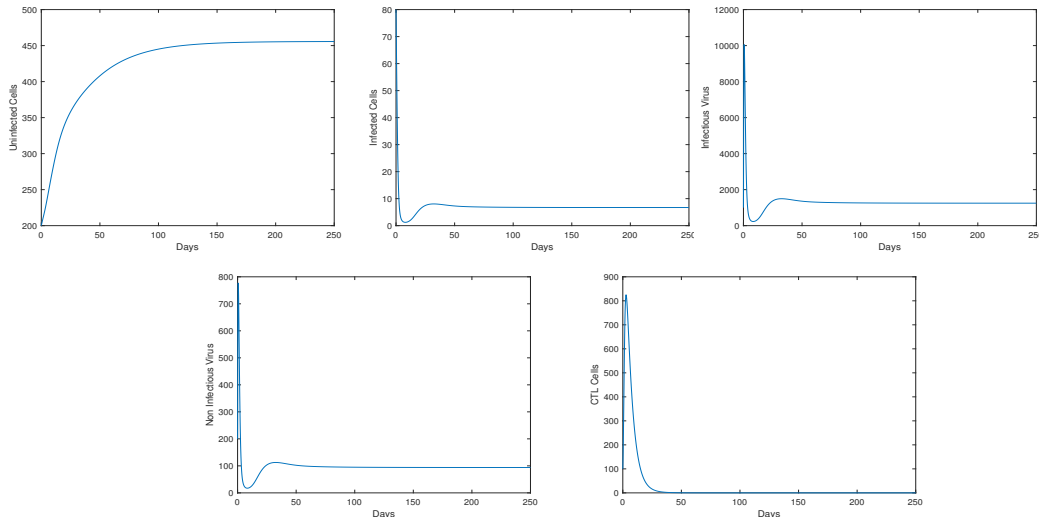 500
450
400
350
300
250
200
Uninfected Cells
0 50 100 150 200 250
Days
80
70
60
50
40
30
20
10
0
Infected Cells
0 50 100 150 200 250
Days
12000
10000
8000
6000
4000
2000
0
Infectious Virus
0 50 100 150 200 250
Days
800
700
600
500
400
300
200
100
0
Non Infectious Virus
0 50 100 150 200 250
Days
900
800
700
600
500
400
300
200
100
0
CTL Cells
0 50 100 150 200 250
Days